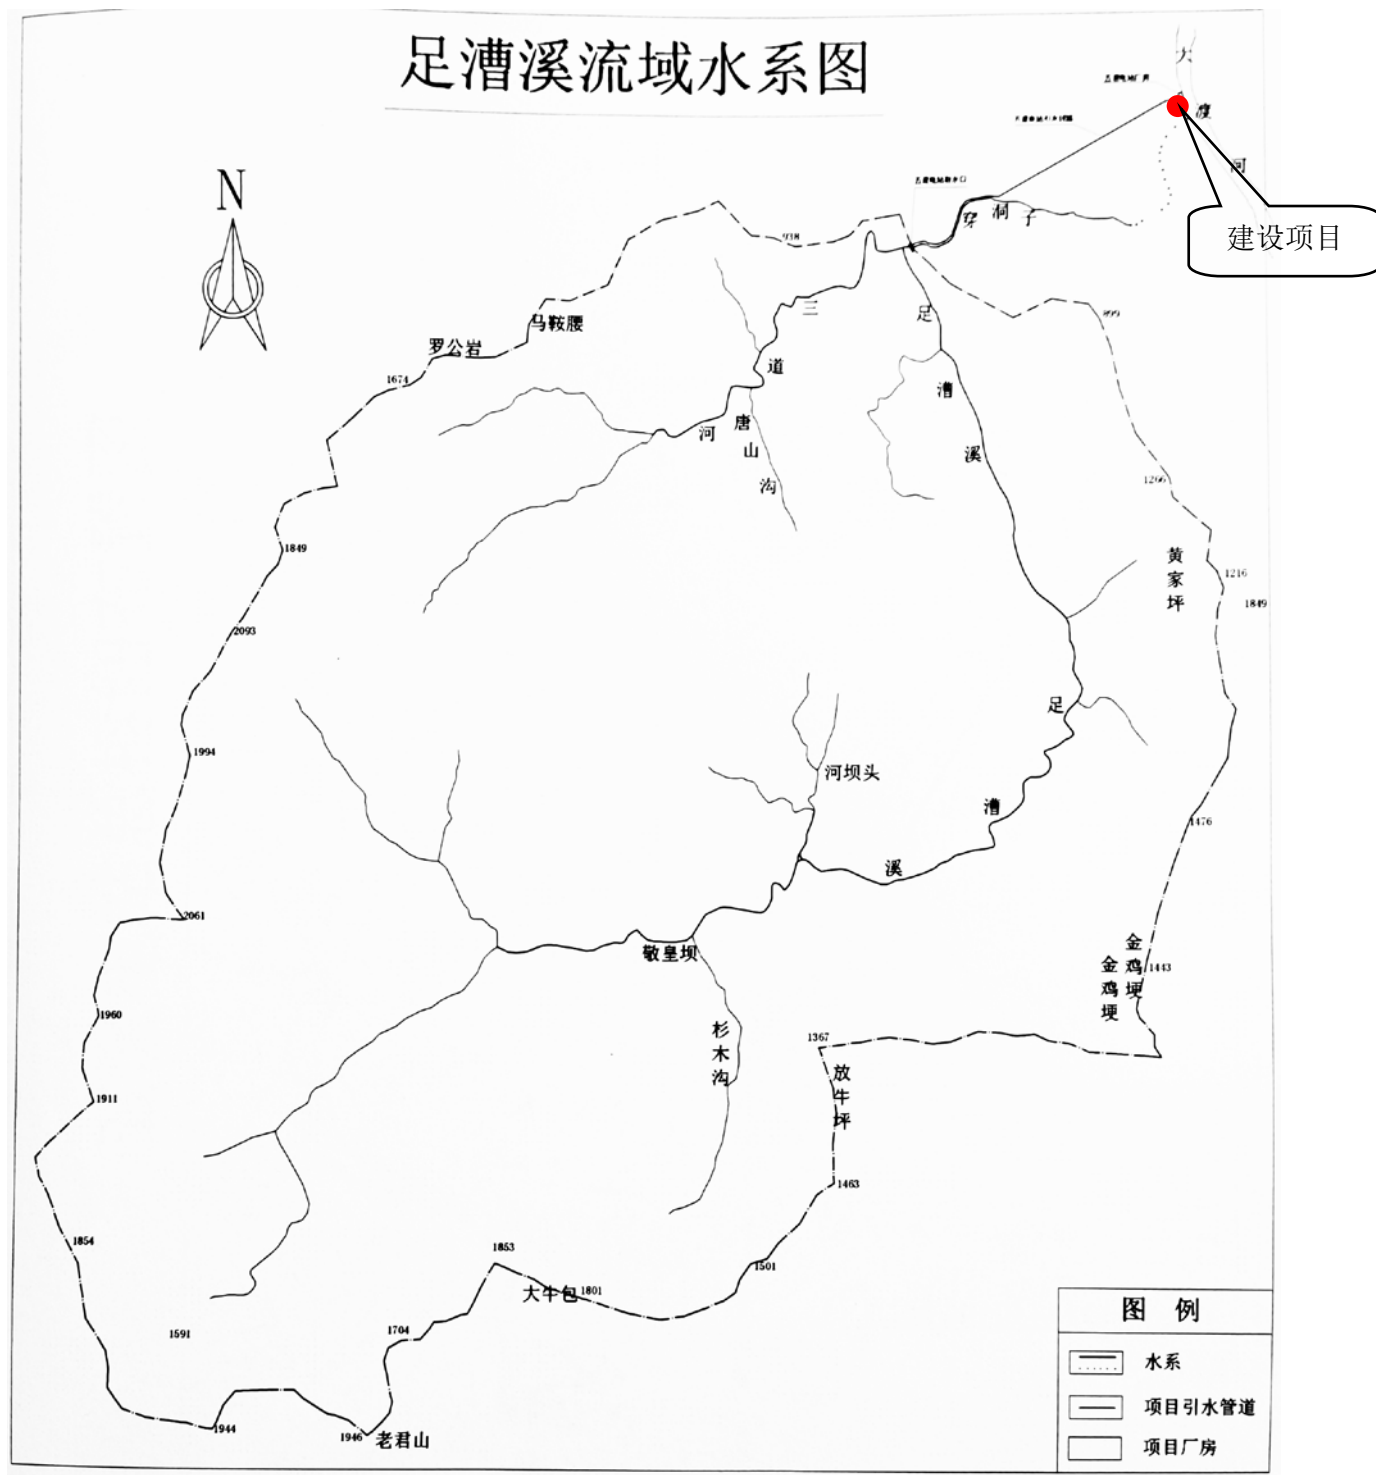 足漕溪流域水系图
N
大渡河
建设项目
穿洞子
938
899
马鞍腰
罗公岩
1674
三道河
唐山沟
足漕溪
1266
黄家坪
1216
1849
1849
2093
1994
河坝头
足漕溪
1476
2061
敬皇坝
金鸡埂
金鸡埂
1443
1960
杉木沟
1367
放牛坪
1911
1463
1854
1853
大牛包
1801
1501
1591
1704
1944
1946
老君山
图 例
水系
项目引水管道
项目厂房